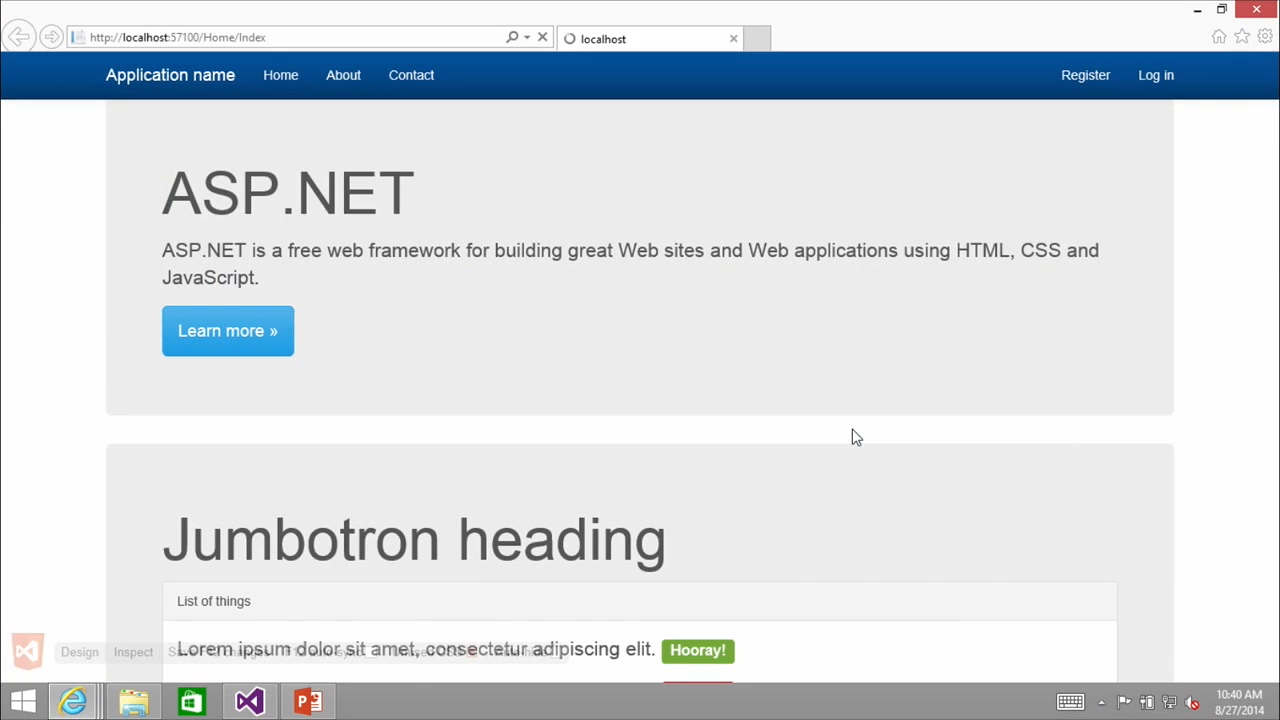 http://localhost:57100/Home/Index
localhost
Application name Home About Contact Register Log in
ASP.NET
ASP.NET is a free web framework for building great Web sites and Web applications using HTML, CSS and
JavaScript.
Learn more »
Jumbotron heading
List of things
Lorem ipsum dolor sit amet, consectetur adipiscing elit. Hooray!
Design Inspect
10:40 AM
8/27/2014